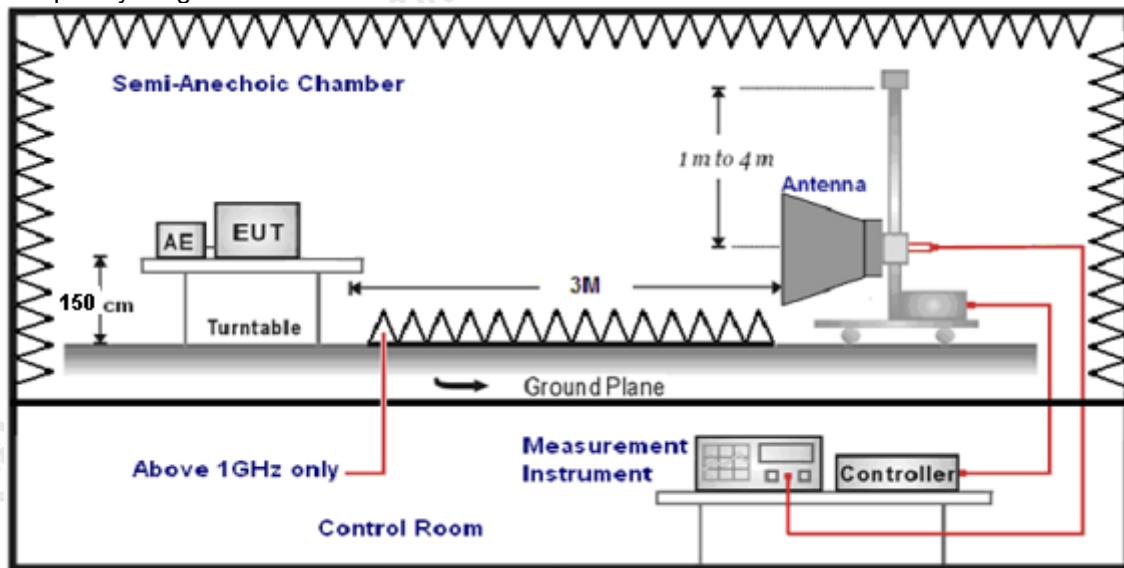 Semi-Anechoic Chamber
1 m to 4 m
Antenna
AE
EUT
150 cm
3M
Turntable
Ground Plane
Above 1GHz only
Measurement
Instrument
Controller
Control Room